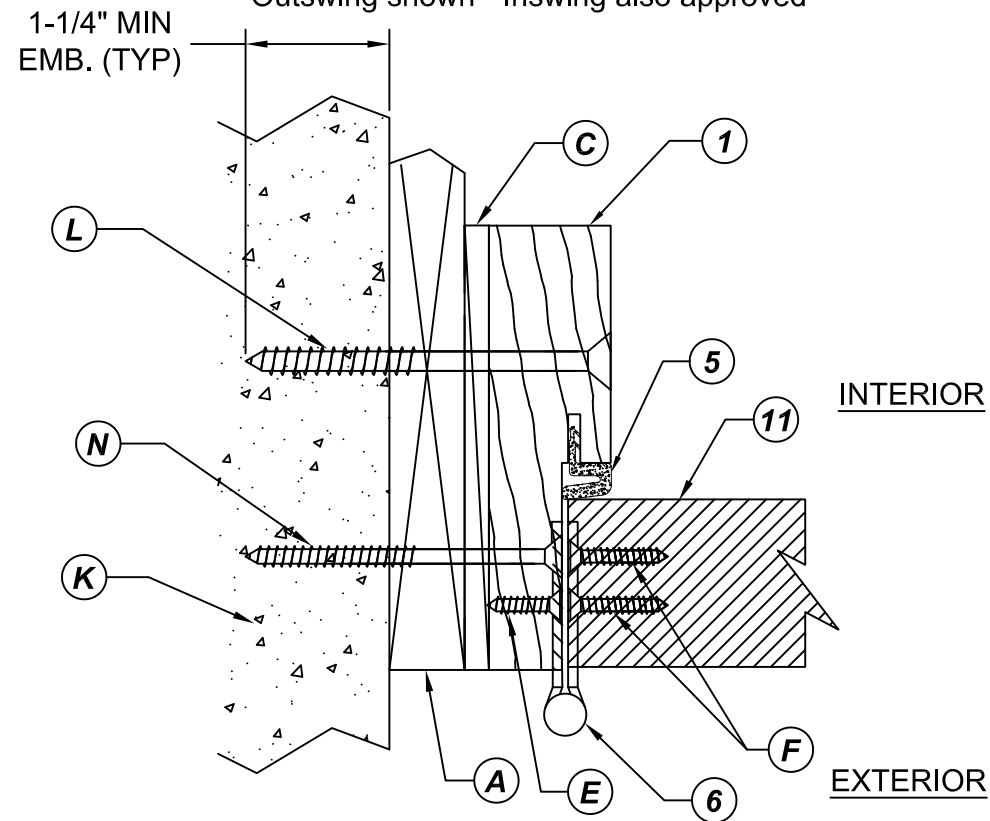 Outswing shown - Inswing also approved
1-1/4" MIN
EMB. (TYP)
C
1
L
5
INTERIOR
11
N
K
F
A
E
6
EXTERIOR